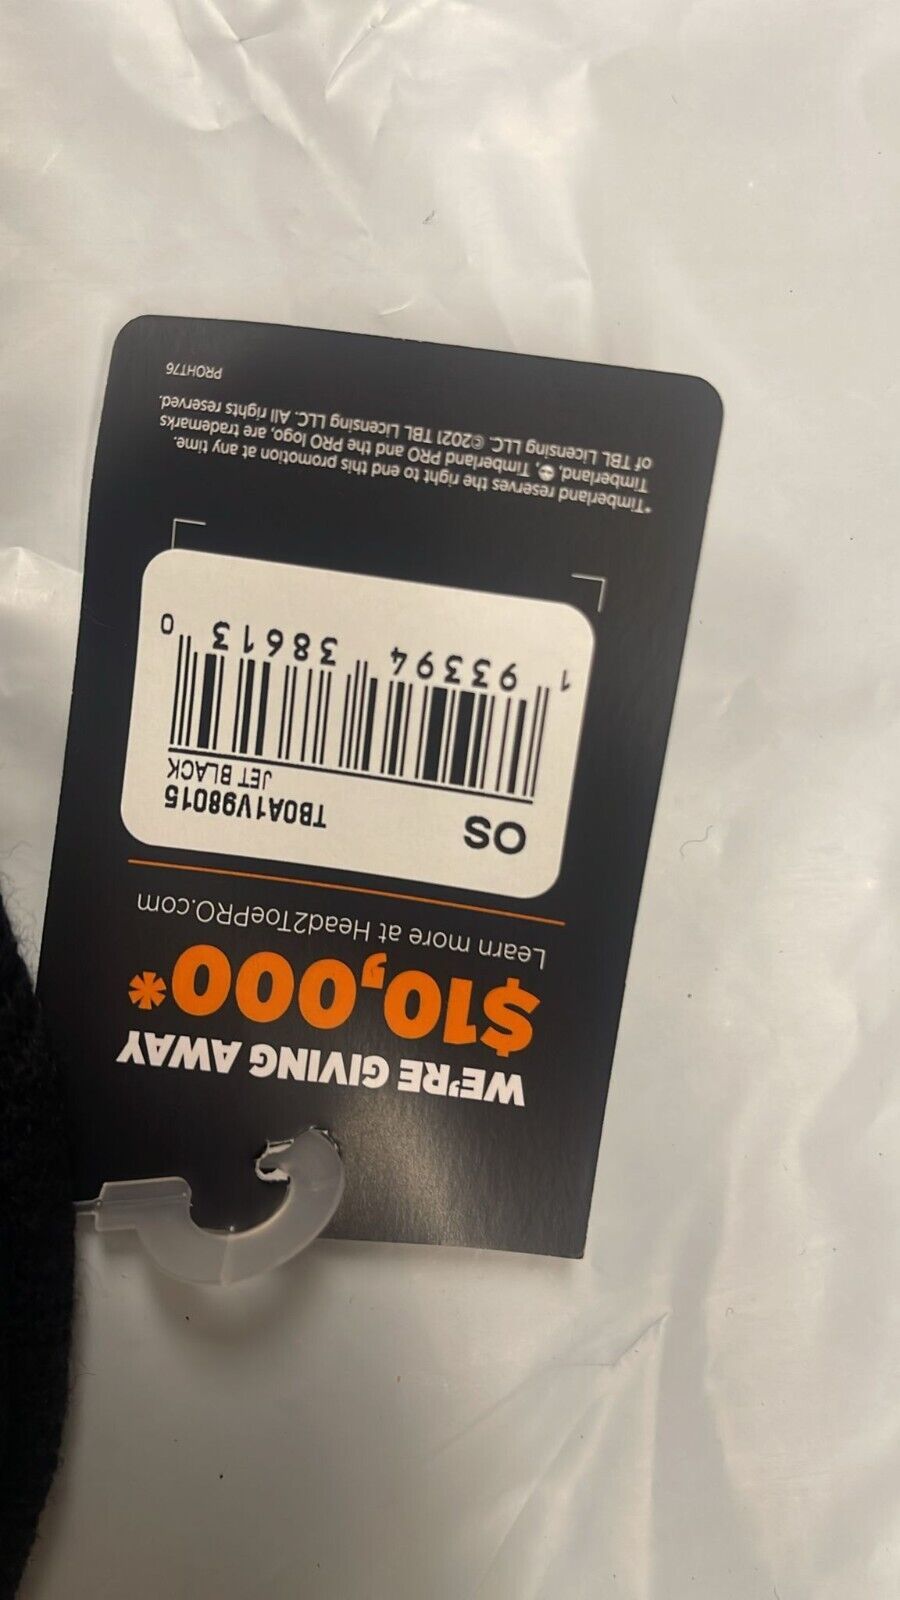 WE'RE GIVING AWAY
$10,000*
Learn more at Head2ToePRO.com
OS
TB0A1V98015
JET BLACK
1 93394 38613 0
*Timberland reserves the right to end this promotion at any time.
Timberland, Timberland PRO and the PRO logo, are trademarks
of TBL Licensing LLC. ©2021 TBL Licensing LLC. All rights reserved.
PROHT76